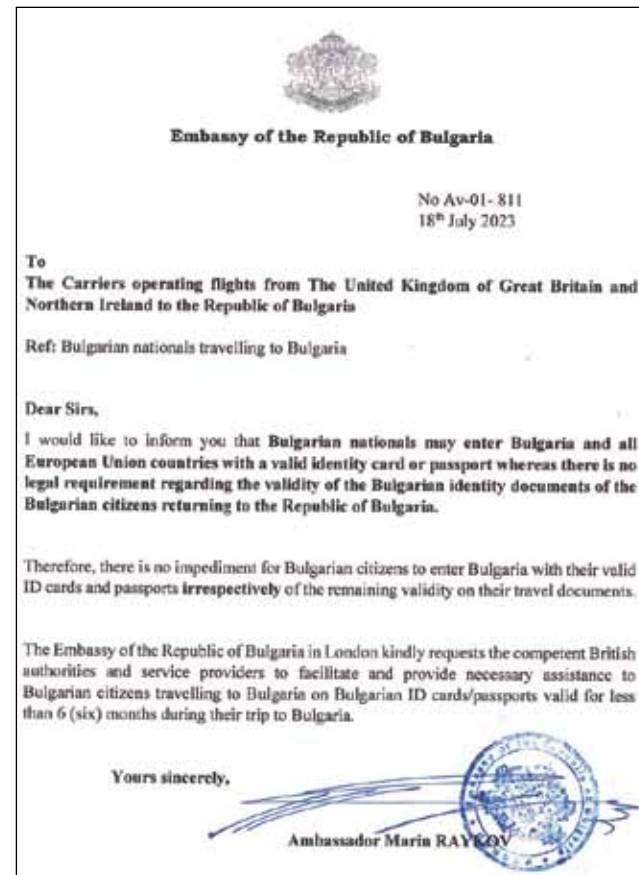 Embassy of the Republic of Bulgaria
No Av-01- 811
18th July 2023
To
The Carriers operating flights from The United Kingdom of Great Britain and
Northern Ireland to the Republic of Bulgaria
Ref: Bulgarian nationals travelling to Bulgaria
Dear Sirs,
I would like to inform you that Bulgarian nationals may enter Bulgaria and all
European Union countries with a valid identity card or passport whereas there is no
legal requirement regarding the validity of the Bulgarian identity documents of the
Bulgarian citizens returning to the Republic of Bulgaria.
Therefore, there is no impediment for Bulgarian citizens to enter Bulgaria with their valid
ID cards and passports irrespectively of the remaining validity on their travel documents.
The Embassy of the Republic of Bulgaria in London kindly requests the competent British
authorities and service providers to facilitate and provide necessary assistance to
Bulgarian citizens travelling to Bulgaria on Bulgarian ID cards/passports valid for less
than 6 (six) months during their trip to Bulgaria.
Yours sincerely,
Ambassador Marin RAYKOV